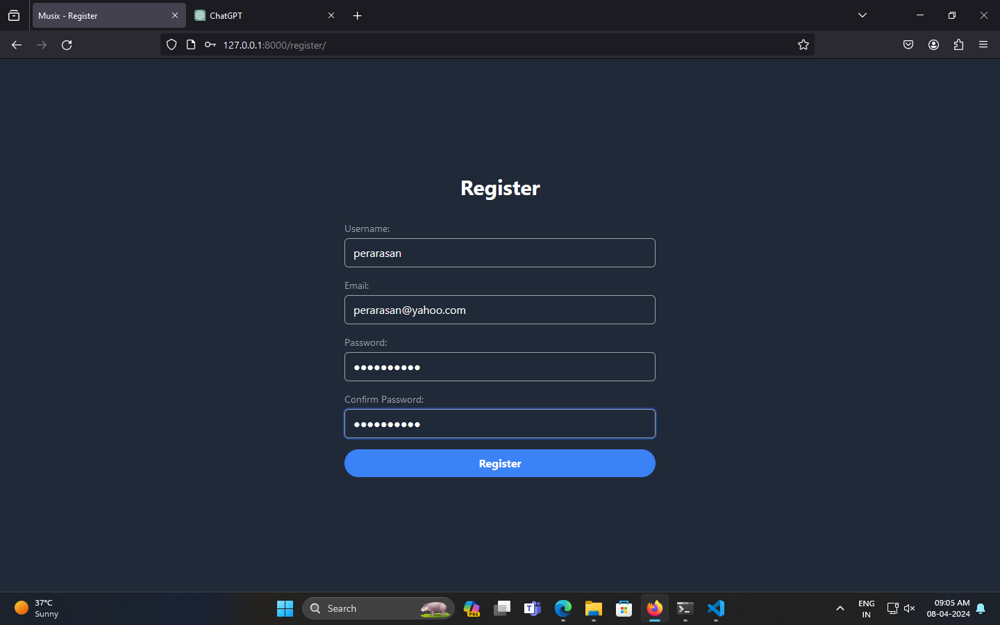 Musix - Register
ChatGPT
127.0.0.1:8000/register/
Register
Username:
perarasan
Email:
perarasan@yahoo.com
Password:
●●●●●●●●●●
Confirm Password:
●●●●●●●●●●
Register
37°C
Sunny
Search
PRE
T
ENG
IN
09:05 AM
08-04-2024